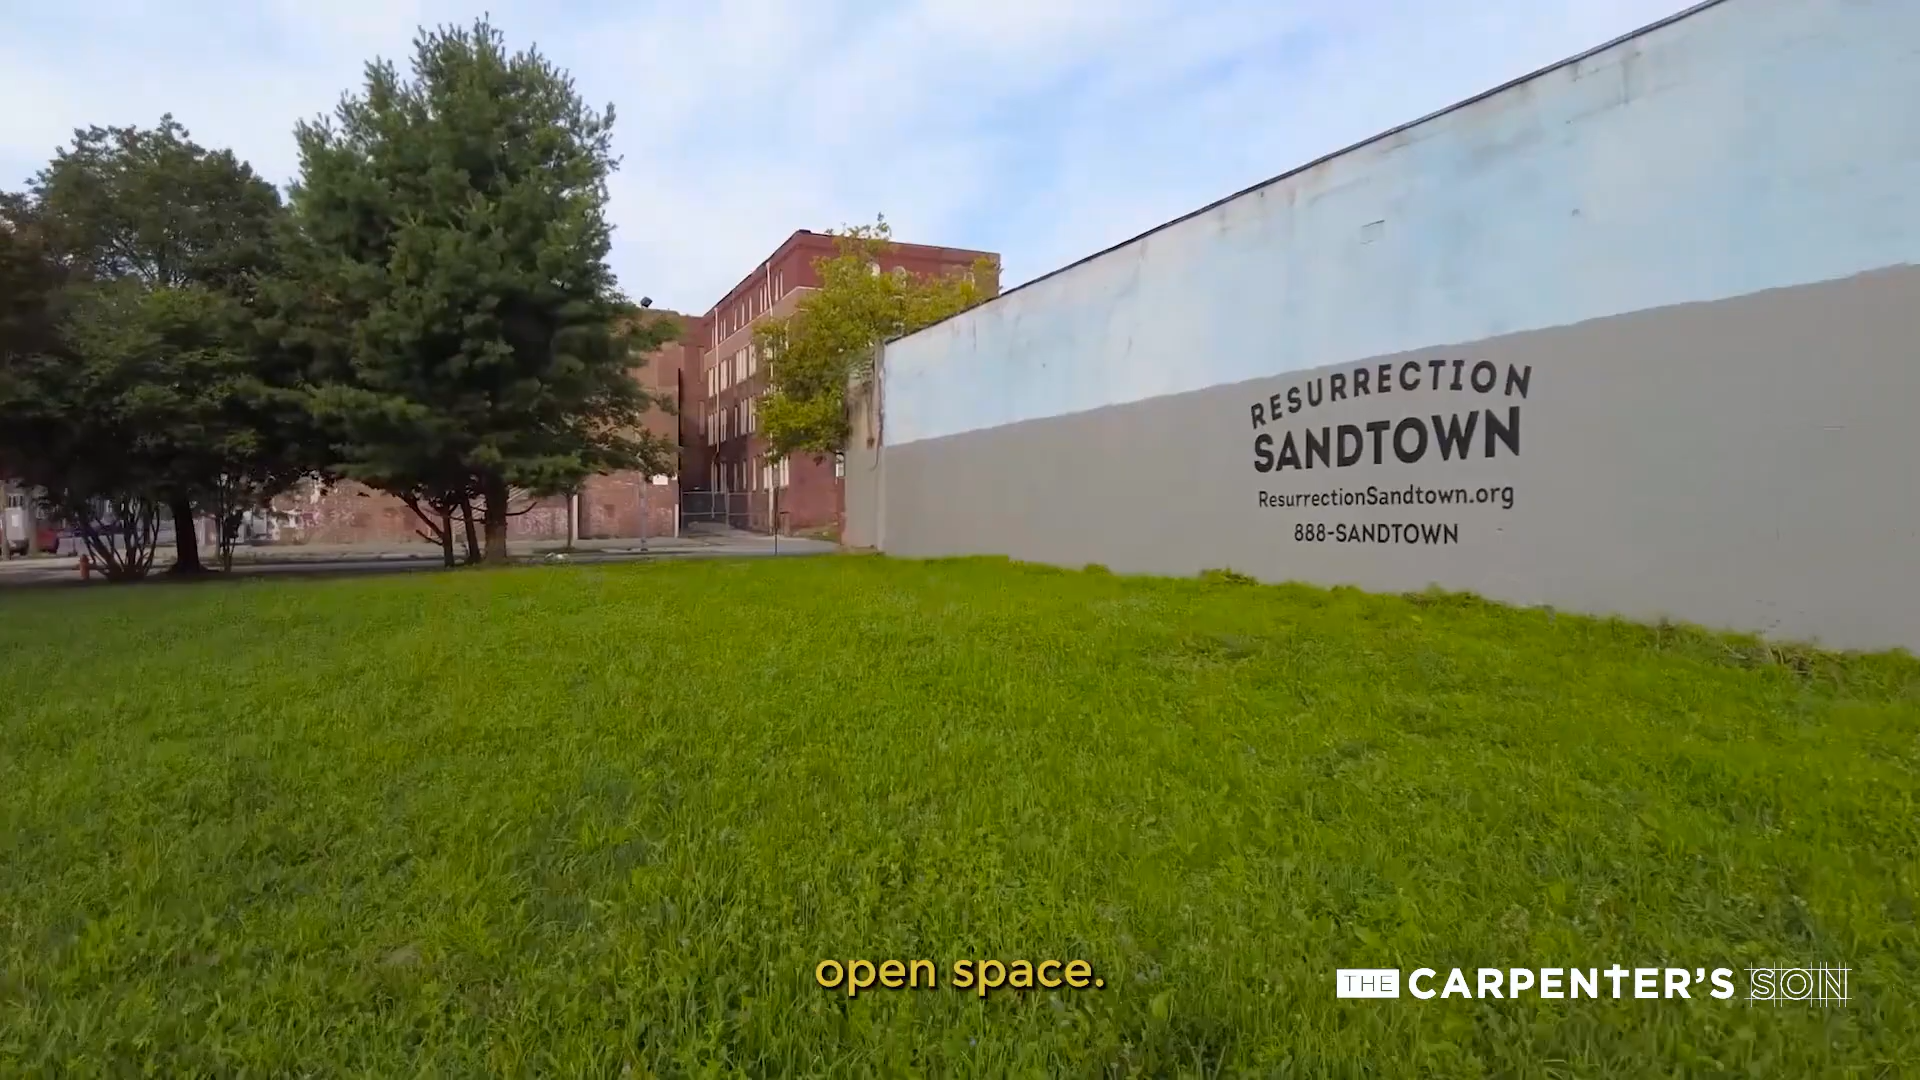 RESURRECTION
SANDTOWN
ResurrectionSandtown.org
888-SANDTOWN
open space.
THE CARPENTER'S SON